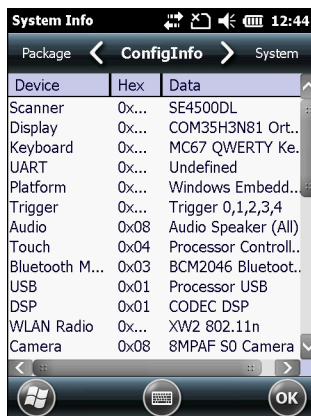 System Info 12:44
Package ConfigInfo System
Device Hex Data
Scanner 0x... SE4500DL
Display 0x... COM35H3N81 Ort..
Keyboard 0x... MC67 QWERTY Ke.
UART 0x... Undefined
Platform 0x... Windows Embedd..
Trigger 0x... Trigger 0,1,2,3,4
Audio 0x08 Audio Speaker (All)
Touch 0x04 Processor Controll..
Bluetooth M... 0x03 BCM2046 Bluetoot..
USB 0x01 Processor USB
DSP 0x01 CODEC DSP
WLAN Radio 0x... XW2 802.11n
Camera 0x08 8MPAF S0 Camera
OK